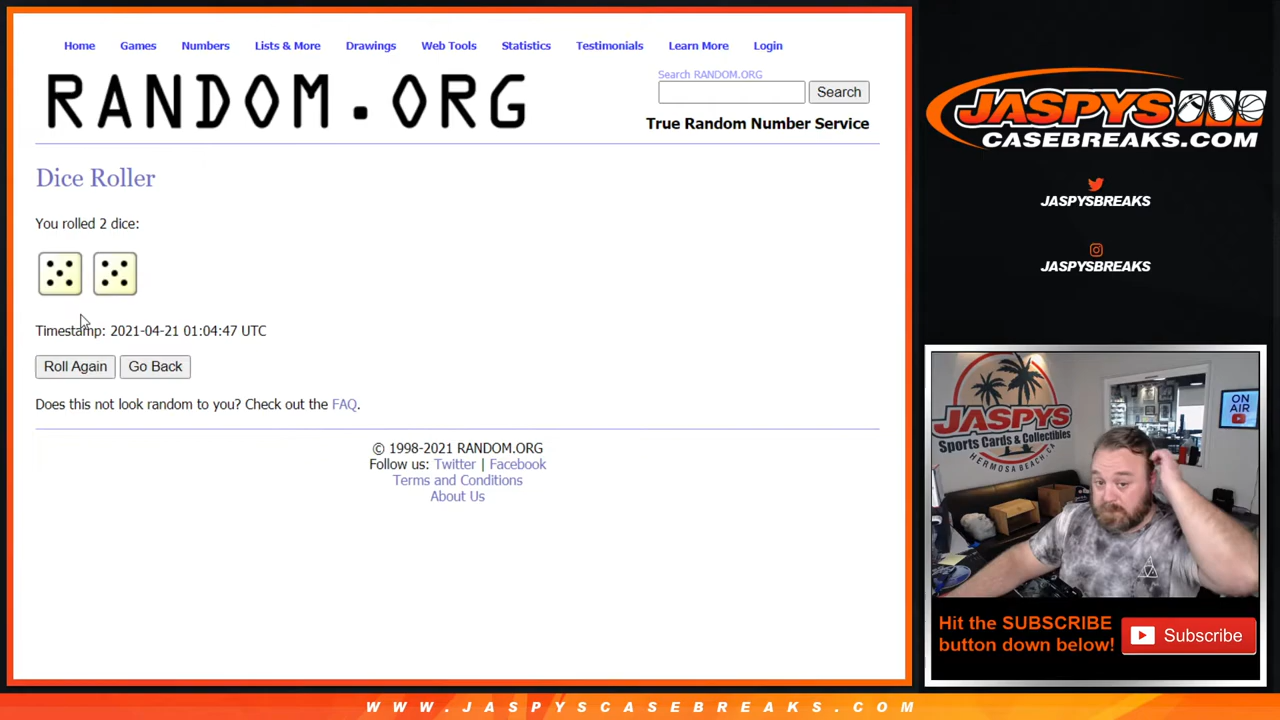 Home Games Numbers Lists & More Drawings Web Tools Statistics Testimonials Learn More Login
RANDOM.ORG
Search RANDOM.ORG
Search
True Random Number Service
Dice Roller
You rolled 2 dice:
Timestamp: 2021-04-21 01:04:47 UTC
Roll Again Go Back
Does this not look random to you? Check out the FAQ.
© 1998-2021 RANDOM.ORG
Follow us: Twitter | Facebook
Terms and Conditions
About Us
JASPYS
CASEBREAKS.COM
JASPYSBREAKS
JASPYSBREAKS
JASPYS
Sports Cards & Collectibles
HERMOSA BEACH, CA
ON
AIR
Hit the SUBSCRIBE
button down below!
Subscribe
WWW.JASPYSCASEBREAKS.COM